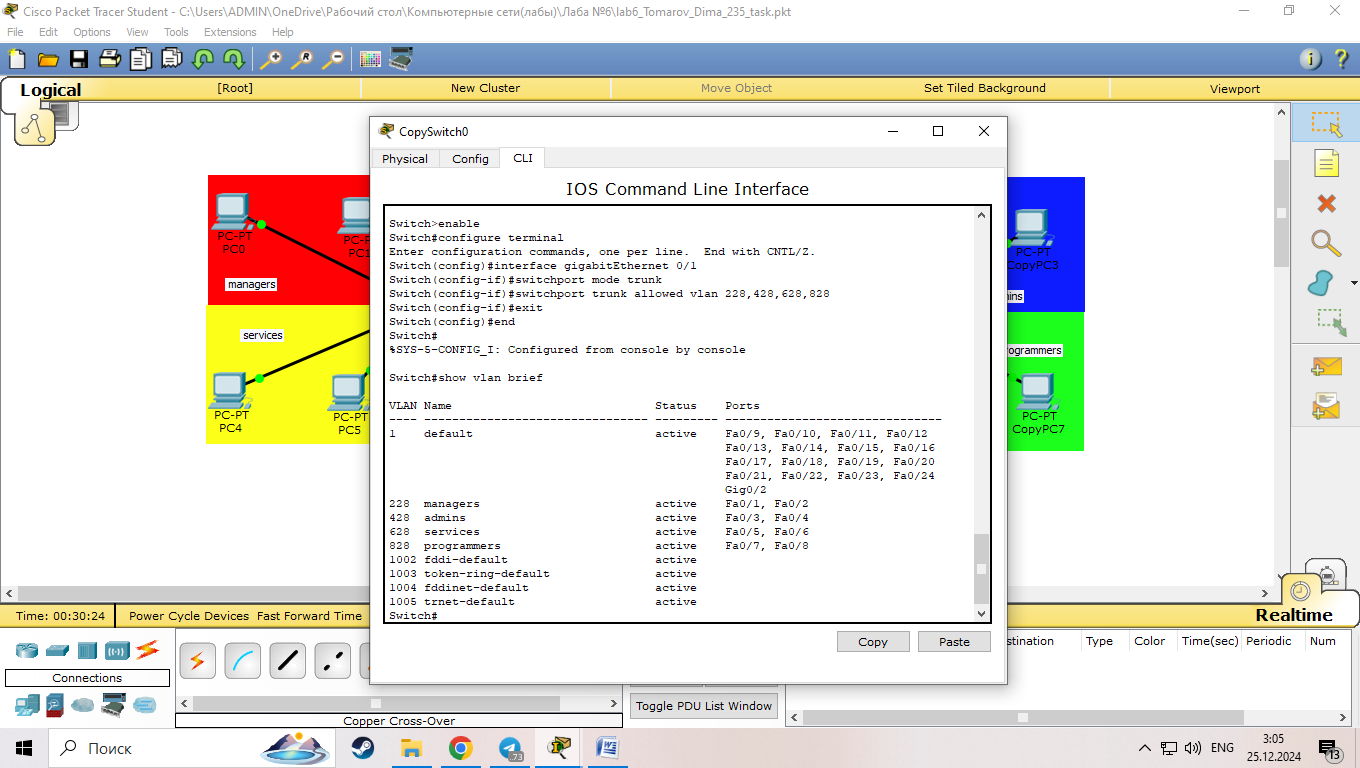 Cisco Packet Tracer Student - C:\Users\ADMIN\OneDrive\Рабочий стол\Компьютерные сети(лабы)\Лаба №6\lab6_Tomarov_Dima_235_task.pkt
File Edit Options View Tools Extensions Help
Logical [Root] New Cluster Move Object Set Tiled Background Viewport
CopySwitch0
Physical Config CLI
IOS Command Line Interface
Switch>enable
Switch#configure terminal
Enter configuration commands, one per line.  End with CNTL/Z.
Switch(config)#interface gigabitEthernet 0/1
Switch(config-if)#switchport mode trunk
Switch(config-if)#switchport trunk allowed vlan 228,428,628,828
Switch(config-if)#exit
Switch(config)#end
Switch#
%SYS-5-CONFIG_I: Configured from console by console
Switch#show vlan brief
VLAN Name                             Status    Ports
---- -------------------------------- --------- -------------------------------
1    default                          active    Fa0/9, Fa0/10, Fa0/11, Fa0/12
                                                Fa0/13, Fa0/14, Fa0/15, Fa0/16
                                                Fa0/17, Fa0/18, Fa0/19, Fa0/20
                                                Fa0/21, Fa0/22, Fa0/23, Fa0/24
                                                Gig0/2
228  managers                         active    Fa0/1, Fa0/2
428  admins                           active    Fa0/3, Fa0/4
628  services                         active    Fa0/5, Fa0/6
828  programmers                      active    Fa0/7, Fa0/8
1002 fddi-default                     active
1003 token-ring-default               active
1004 fddinet-default                  active
1005 trnet-default                    active
Switch#
Copy Paste
PC-PT
PC0
PC-P
PC1
managers
services
PC-PT
PC4
PC-PT
PC5
PC-PT
CopyPC3
ins
ogrammers
PC-PT
CopyPC7
Time: 00:30:24 Power Cycle Devices Fast Forward Time
Realtime
Connections
Copper Cross-Over
Toggle PDU List Window
stination Type Color Time(sec) Periodic Num
Поиск
73
ENG
3:05
25.12.2024
13